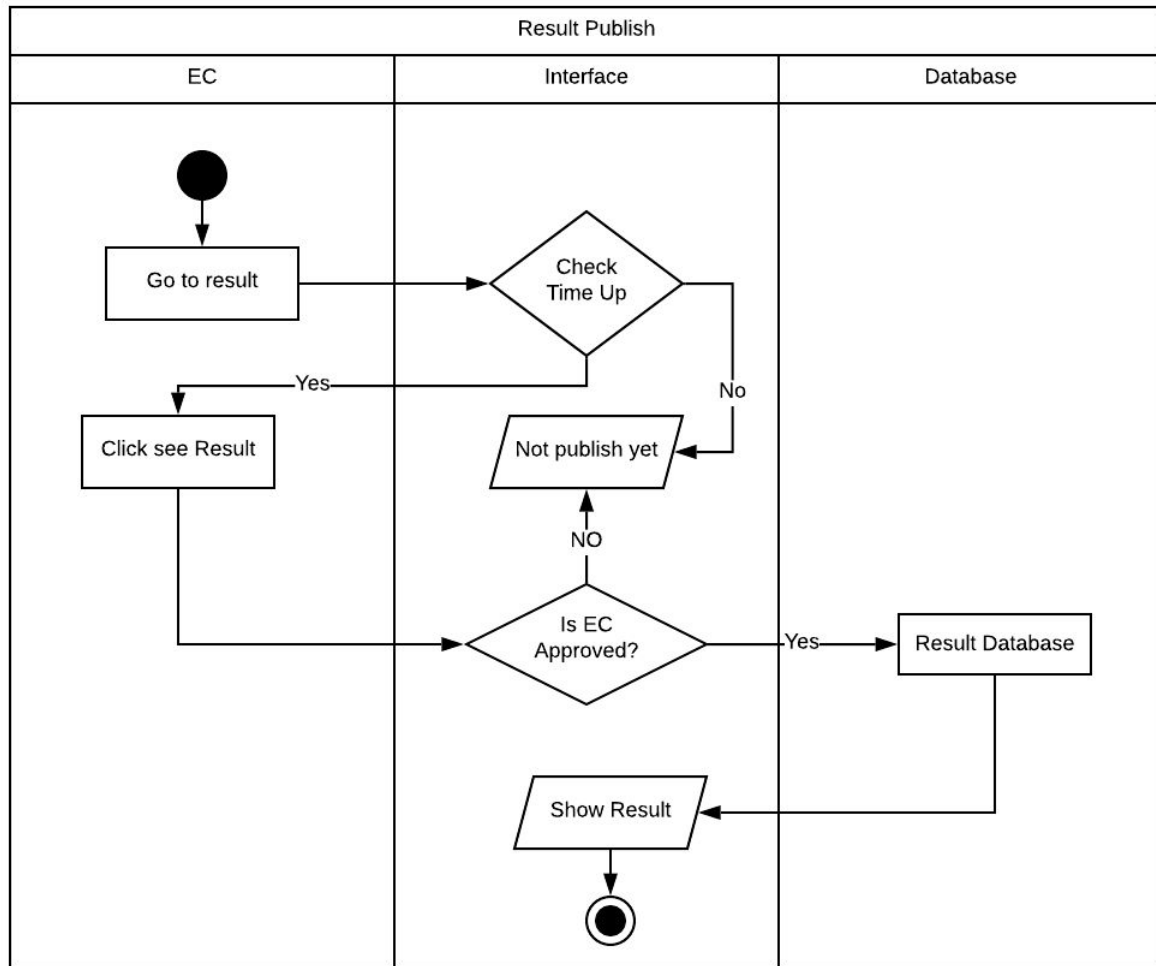 Result Publish
EC
Interface
Database
Go to result
Check
Time Up
Yes
No
Click see Result
Not publish yet
NO
Is EC
Approved?
Yes
Result Database
Show Result